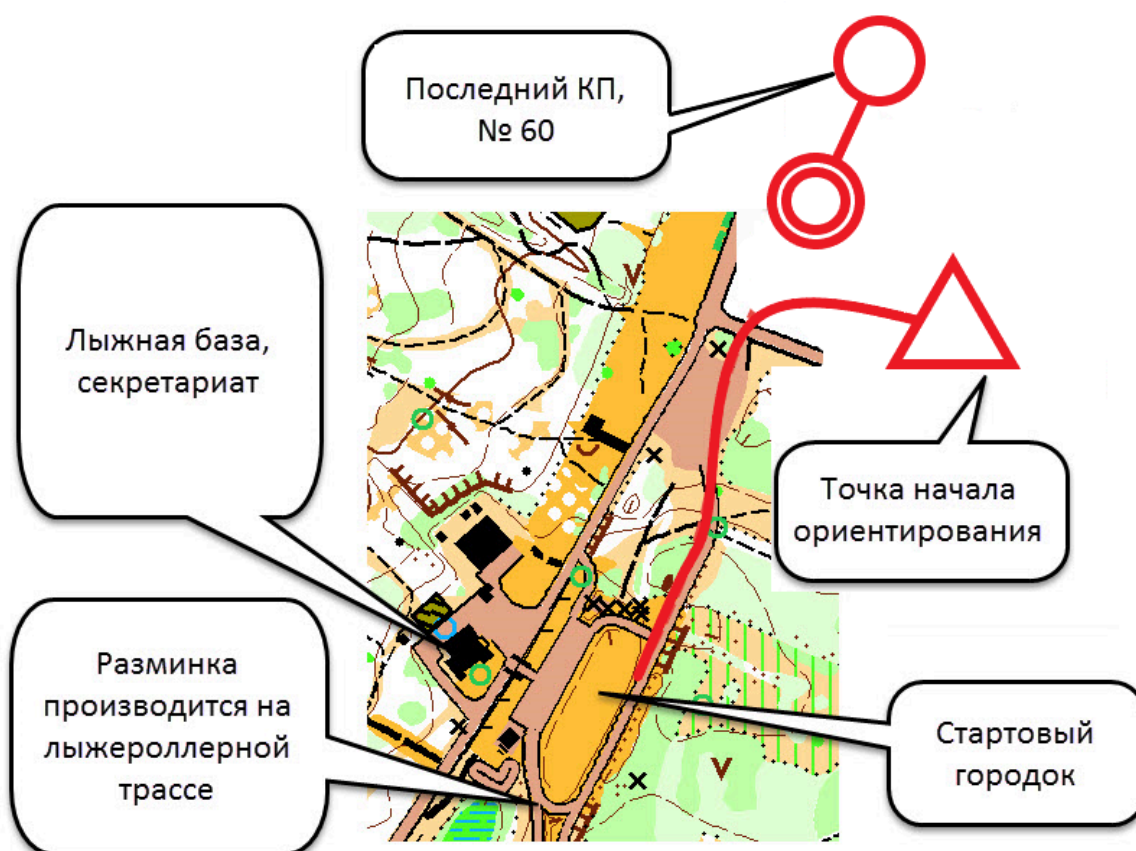 Последний КП,
№ 60
Лыжная база,
секретариат
Точка начала
ориентирования
Разминка
производится на
лыжероллерной
трассе
Стартовый
городок